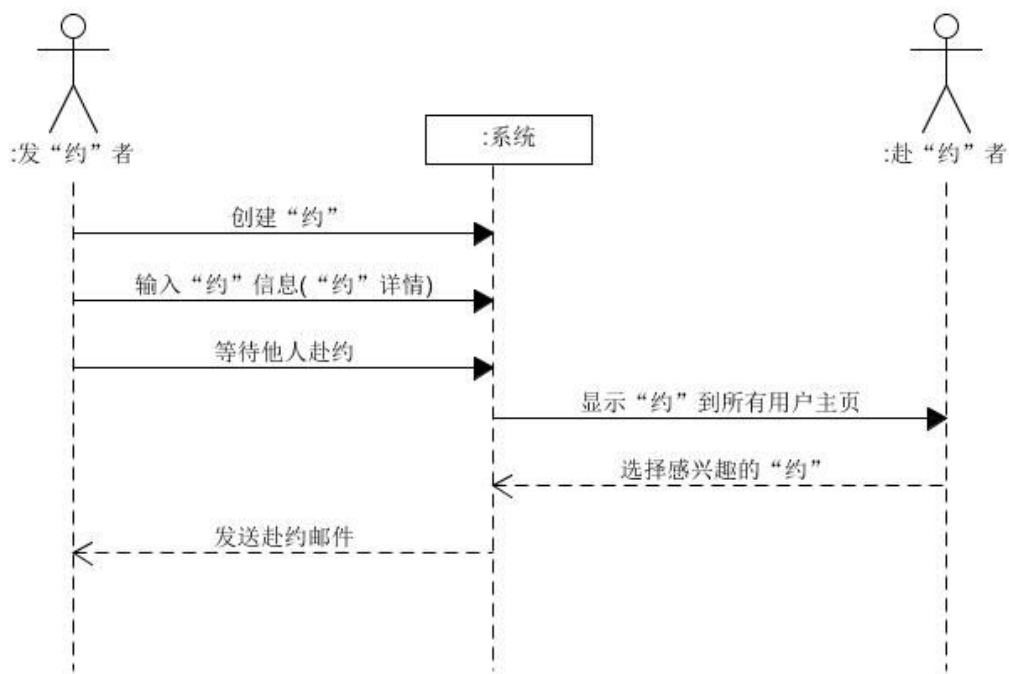 :发“约”者
:系统
:赴“约”者
创建“约”
输入“约”信息(“约”详情)
等待他人赴约
显示“约”到所有用户主页
选择感兴趣的“约”
发送赴约邮件